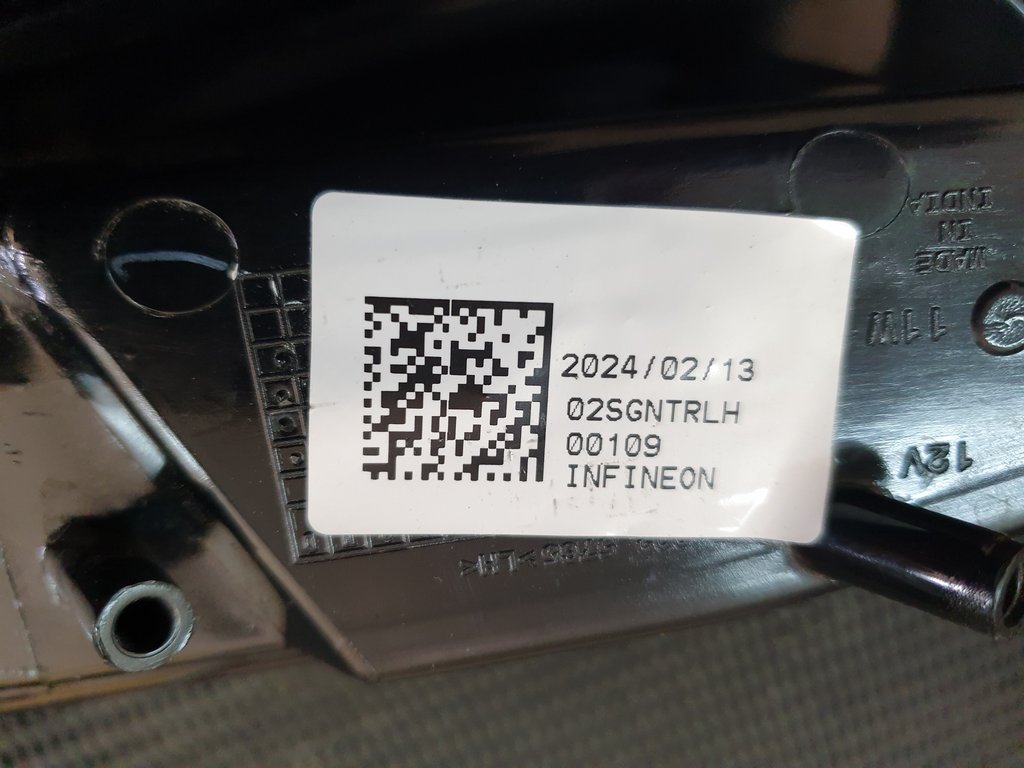 2024/02/13
02SGNTRLH
00109
INFINEON
MADE
IN
INDIA
11W
12V